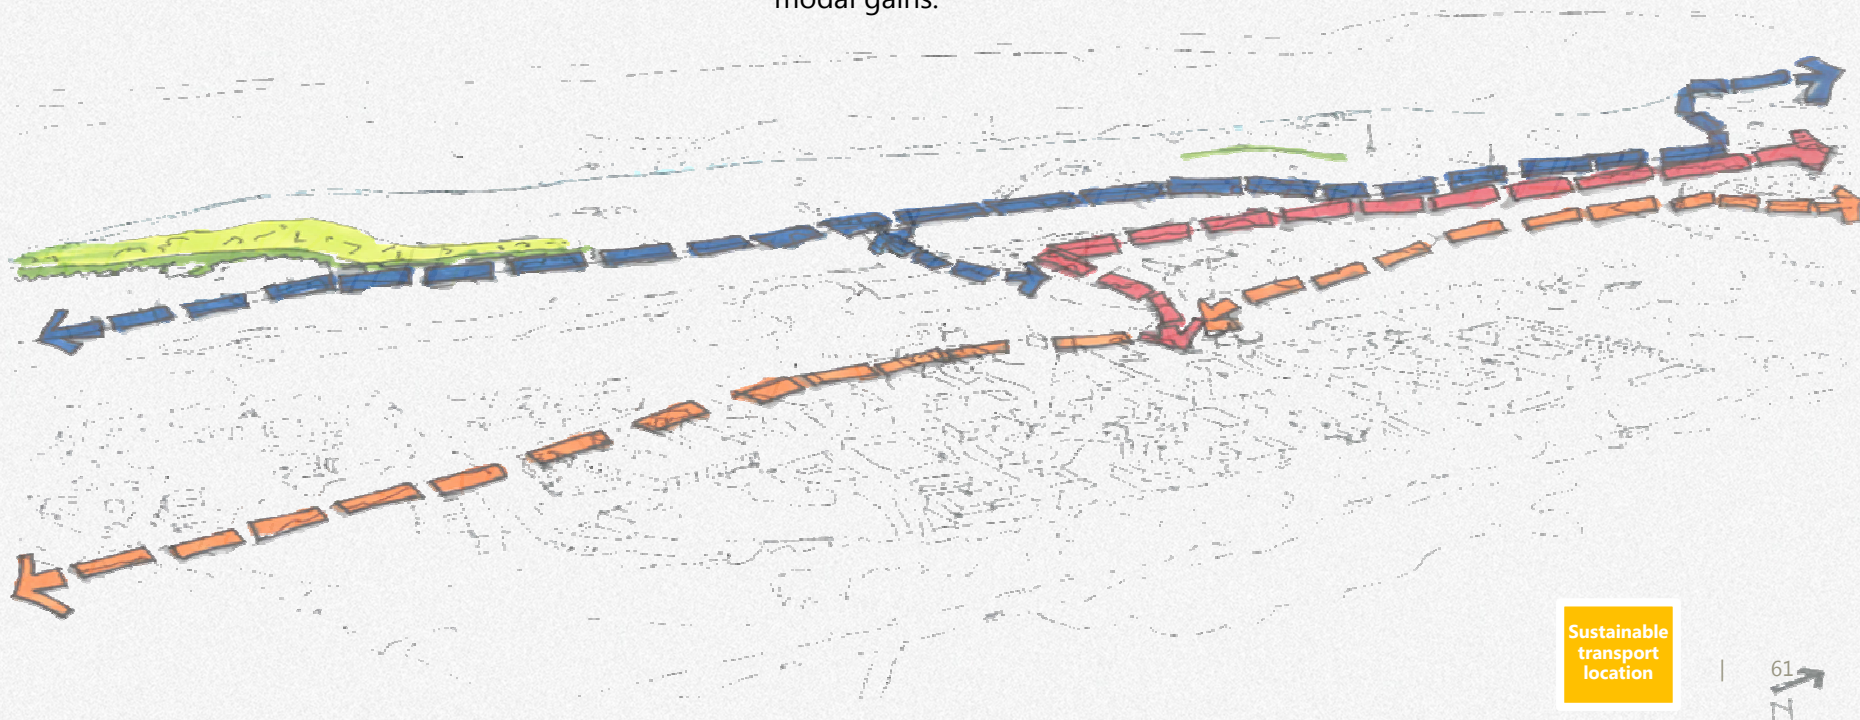 modal gains.
Sustainable
transport
location
| 61
N